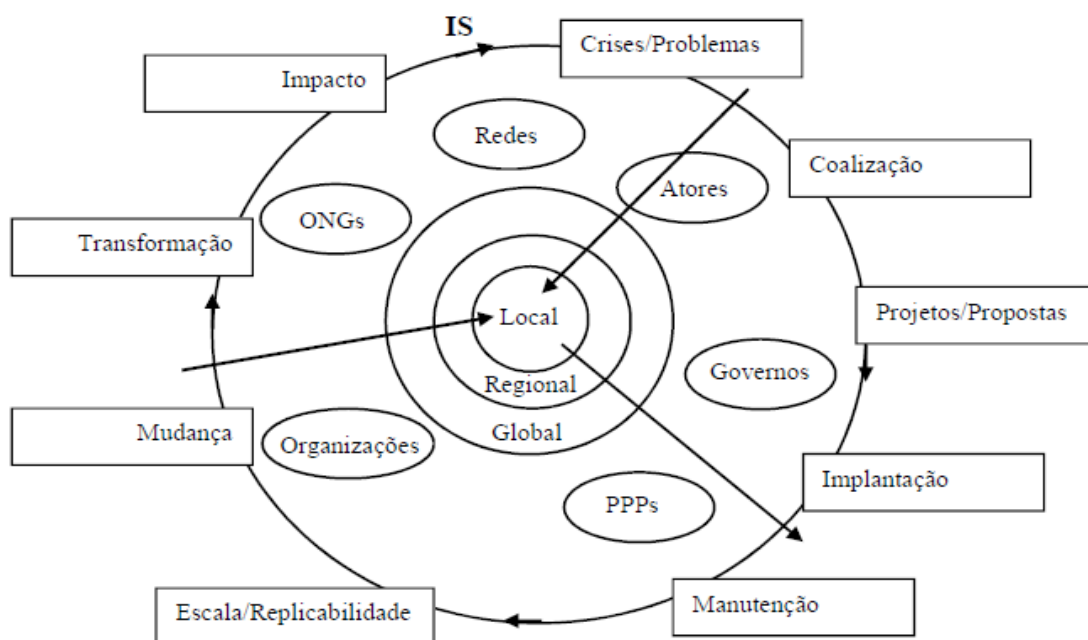 IS
Crises/Problemas
Impacto
Redes
Coalização
Atores
ONGs
Transformação
Projetos/Propostas
Local
Governos
Regional
Mudança
Global
Organizações
Implantação
PPPs
Escala/Replicabilidade
Manutenção